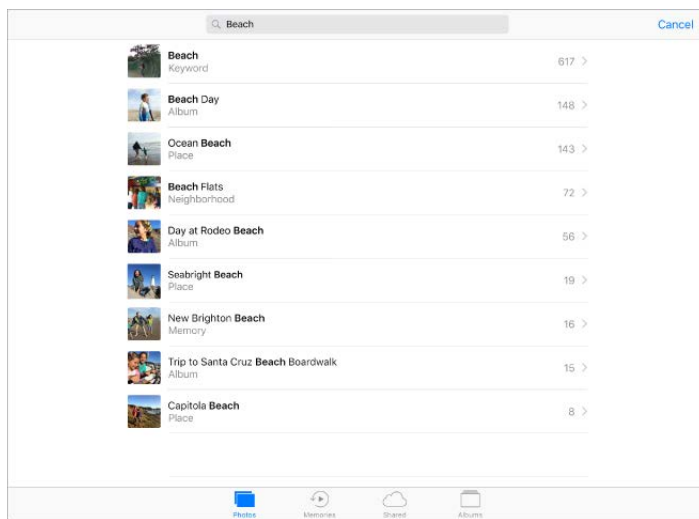 Beach
Cancel
Beach
Keyword
617
Beach Day
Album
148
Ocean Beach
Place
143
Beach Flats
Neighborhood
72
Day at Rodeo Beach
Album
56
Seabright Beach
Place
19
New Brighton Beach
Memory
16
Trip to Santa Cruz Beach Boardwalk
Album
15
Capitola Beach
Place
8
Photos
Memories
Shared
Albums